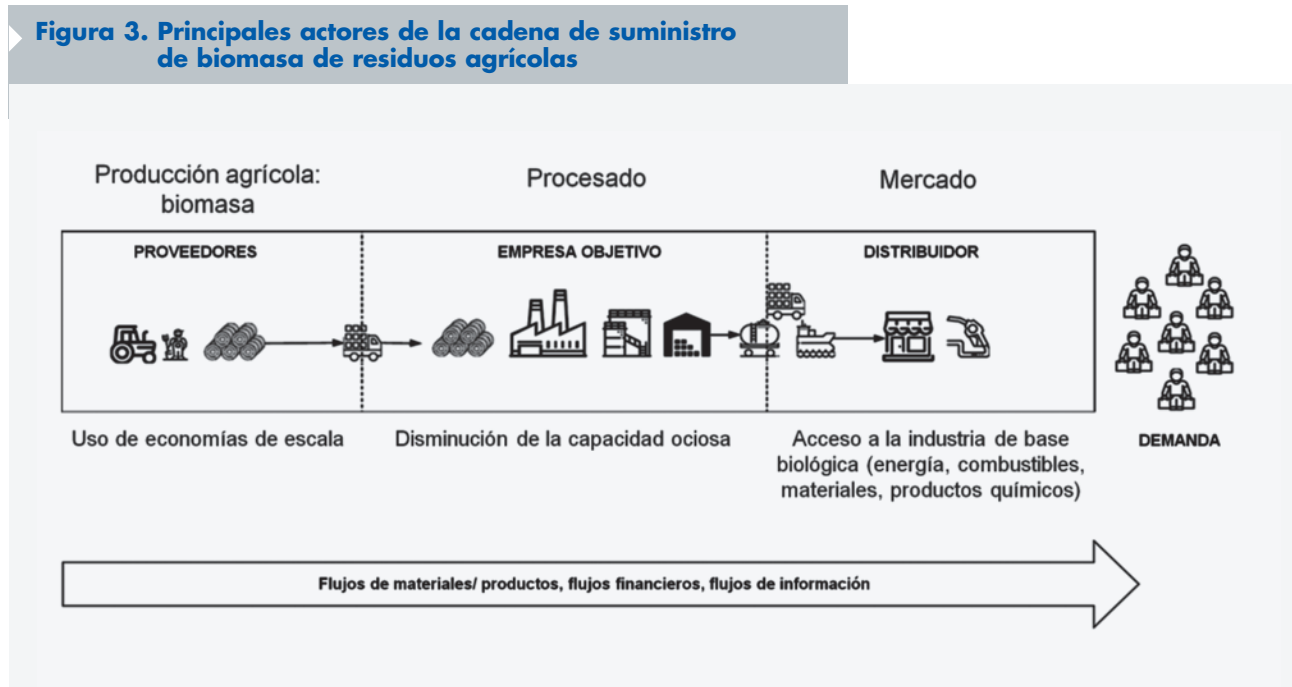 Figura 3. Principales actores de la cadena de suministro
de biomasa de residuos agrícolas
Producción agrícola:
biomasa
Procesado
Mercado
PROVEEDORES
EMPRESA OBJETIVO
DISTRIBUIDOR
Uso de economías de escala
Disminución de la capacidad ociosa
Acceso a la industria de base
biológica (energía, combustibles,
materiales, productos químicos)
DEMANDA
Flujos de materiales/ productos, flujos financieros, flujos de información